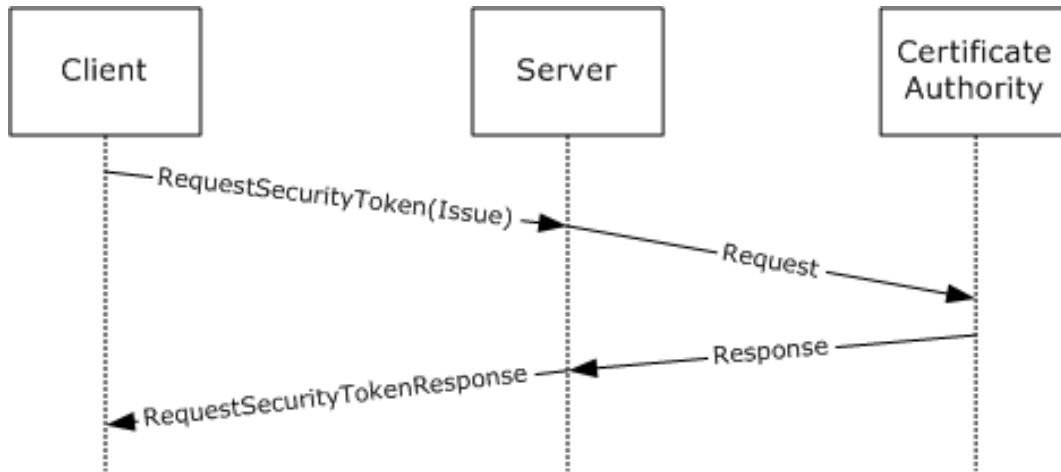 Client
Server
Certificate
Authority
RequestSecurityToken(Issue)
Request
Response
RequestSecurityTokenResponse